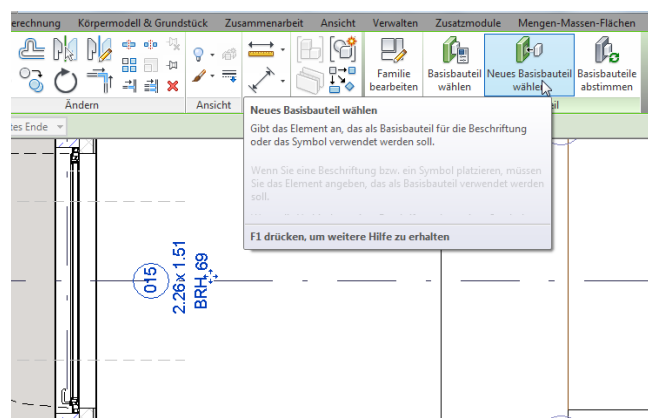 erechnung Körpermodell & Grundstück Zusammenarbeit Ansicht Verwalten Zusatzmodule Mengen-Massen-Flächen
Familie bearbeiten
Basisbauteil wählen
Neues Basisbauteil wählen
Basisbauteile abstimmen
Ändern
Ansicht
il
tes Ende
Neues Basisbauteil wählen
Gibt das Element an, das als Basisbauteil für die Beschriftung
oder das Symbol verwendet werden soll.
Wenn Sie eine Beschriftung bzw. ein Symbol platzieren, müssen
Sie das Element angeben, das als Basisbauteil verwendet werden
soll.
F1 drücken, um weitere Hilfe zu erhalten
015
2.26 x 1.51
BRH 69